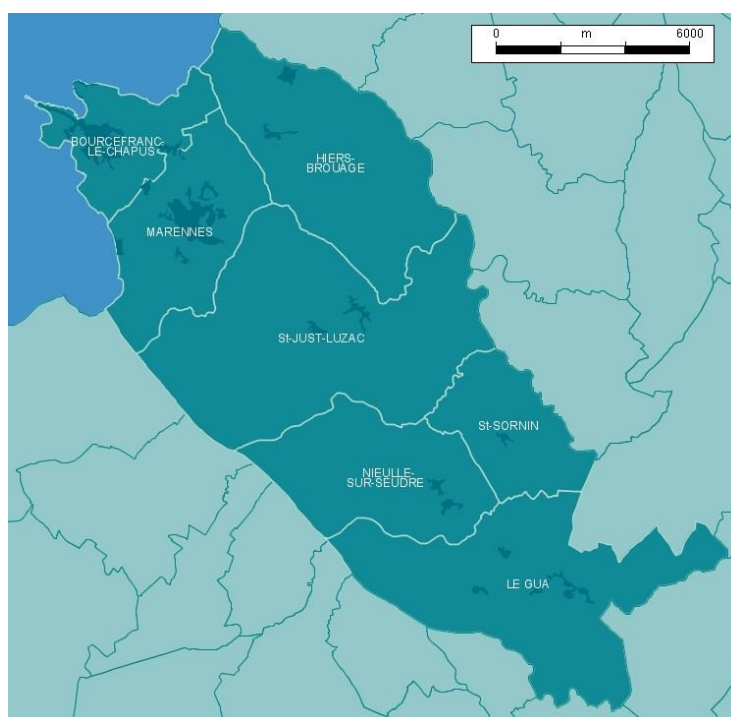 0 m 6000
BOURCEFRANC-
LE-CHAPUS
HIERS-
BROUAGE
MARENNES
St-JUST-LUZAC
St-SORNIN
NIEULLE-
SUR-SEUDRE
LE GUA